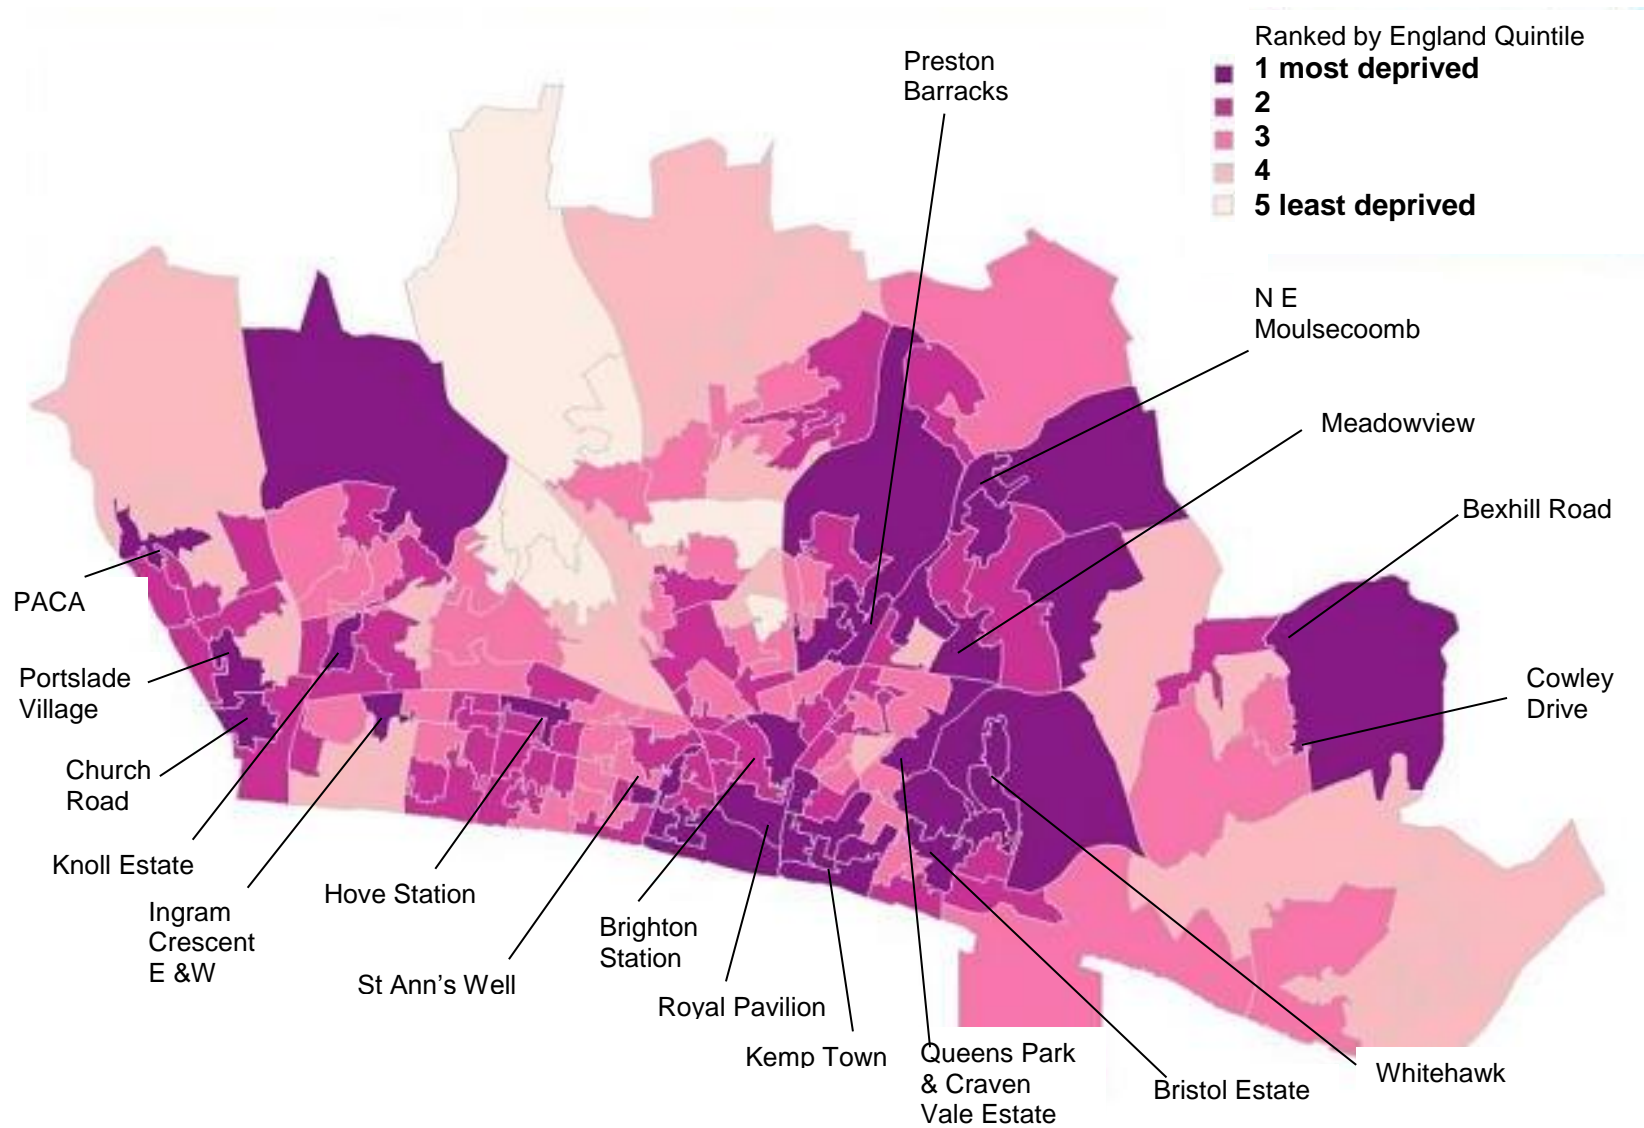 Ranked by England Quintile
1 most deprived
2
3
4
5 least deprived
Preston
Barracks
N E
Moulsecoomb
Meadowview
Bexhill Road
Cowley
Drive
PACA
Portslade
Village
Church
Road
Knoll Estate
Ingram
Crescent
E &W
Hove Station
St Ann’s Well
Brighton
Station
Royal Pavilion
Kemp Town
Queens Park
& Craven
Vale Estate
Bristol Estate
Whitehawk